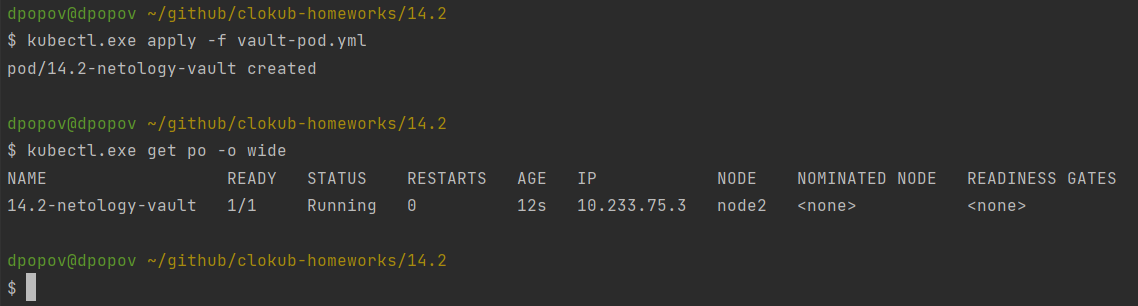 dpopov@dpopov ~/github/clokub-homeworks/14.2
$ kubectl.exe apply -f vault-pod.yml
pod/14.2-netology-vault created
dpopov@dpopov ~/github/clokub-homeworks/14.2
$ kubectl.exe get po -o wide
NAME                  READY   STATUS    RESTARTS   AGE   IP            NODE    NOMINATED NODE   READINESS GATES
14.2-netology-vault   1/1     Running   0          12s   10.233.75.3   node2   <none>           <none>
dpopov@dpopov ~/github/clokub-homeworks/14.2
$